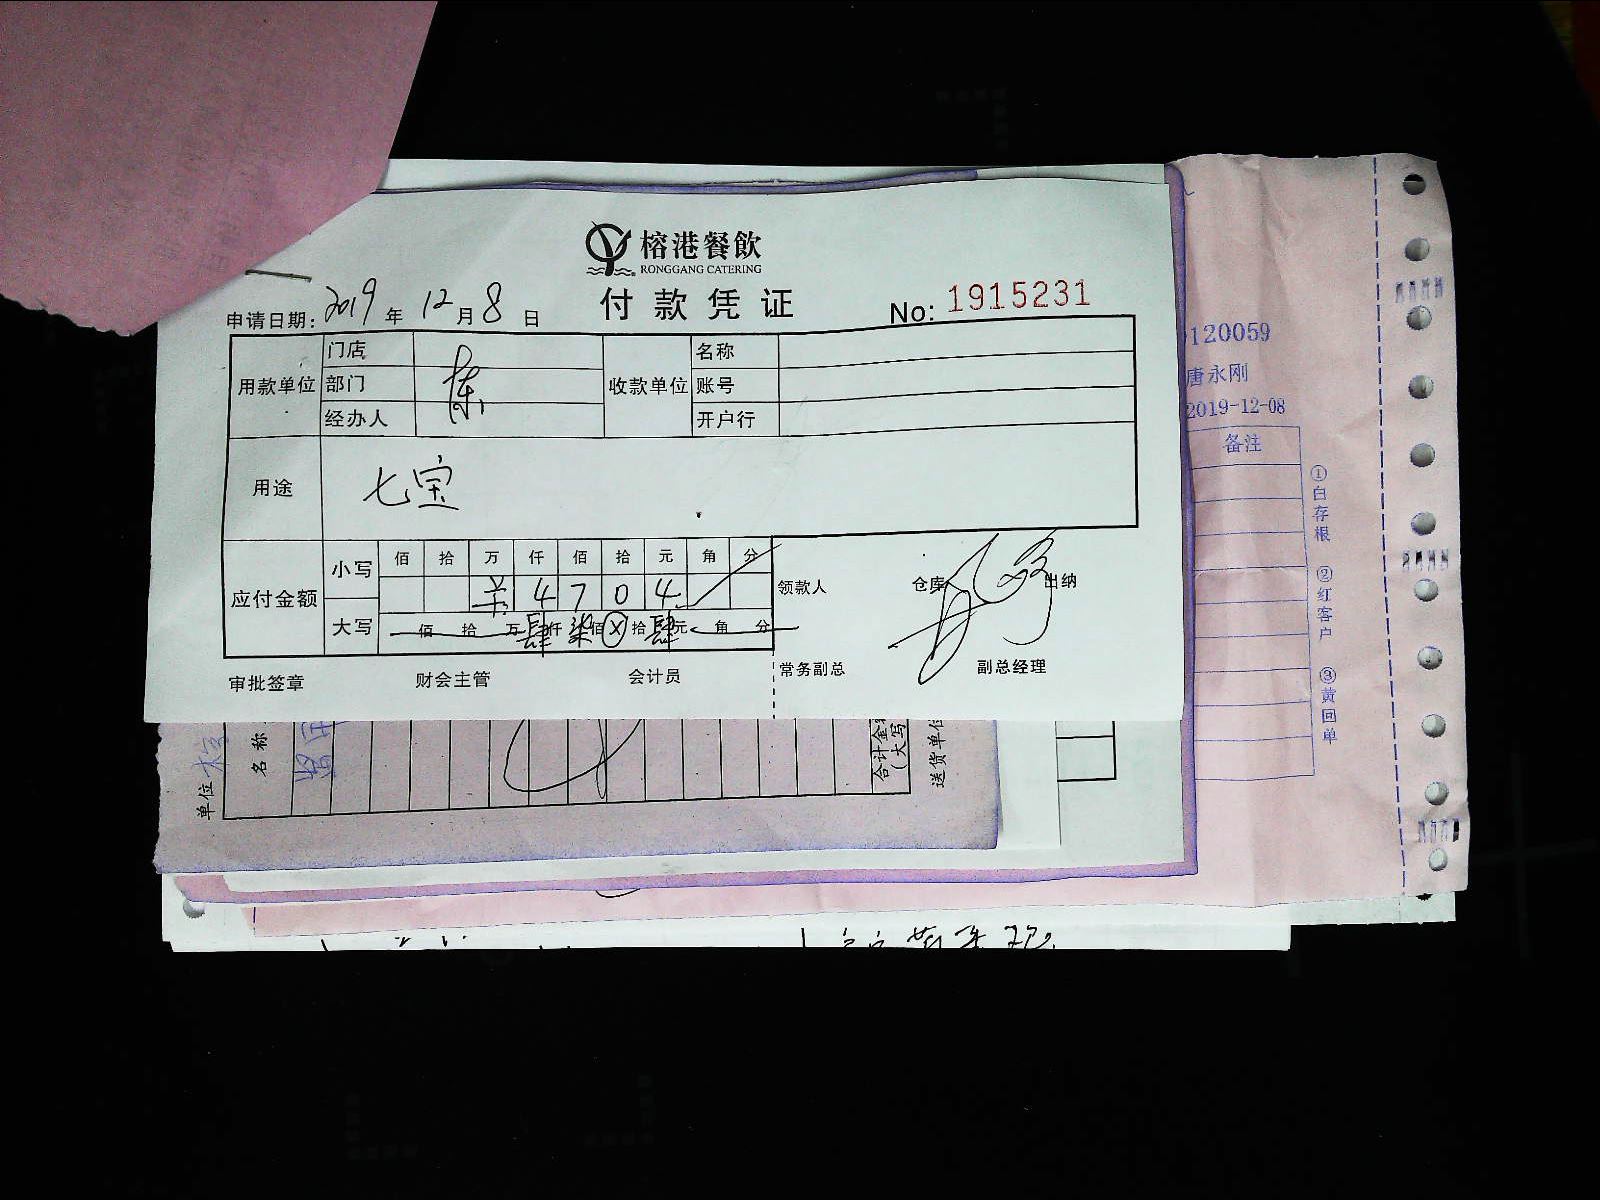 榕港餐飲
RONGGANG CATERING
付款凭证
No: 1915231
申请日期: 2019年12月8日
用款单位 门店 收款单位 名称
部门 陈 账号
经办人 开户行
用途 七宝
应付金额 小写 佰 拾 万 仟 佰 拾 元 角 分
4 7 0 4
大写 佰 拾 万 肆 仟 柒 佰 拾 肆 元 角 分
领款人 仓库 出纳
审批签章 财会主管 会计员 常务副总 副总经理
120059
唐永刚
2019-12-08
备注
①白存根 ②红客户 ③黄回单
单位
名称
合计金
(大写
送货单位